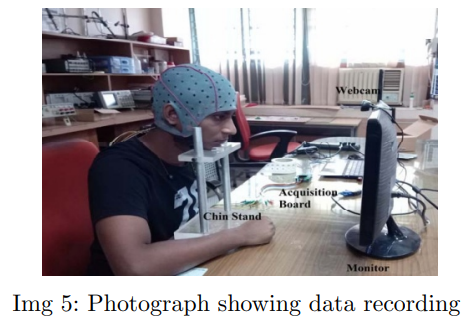 Webcam
Acquisition
Board
Chin Stand
Monitor
Img 5: Photograph showing data recording